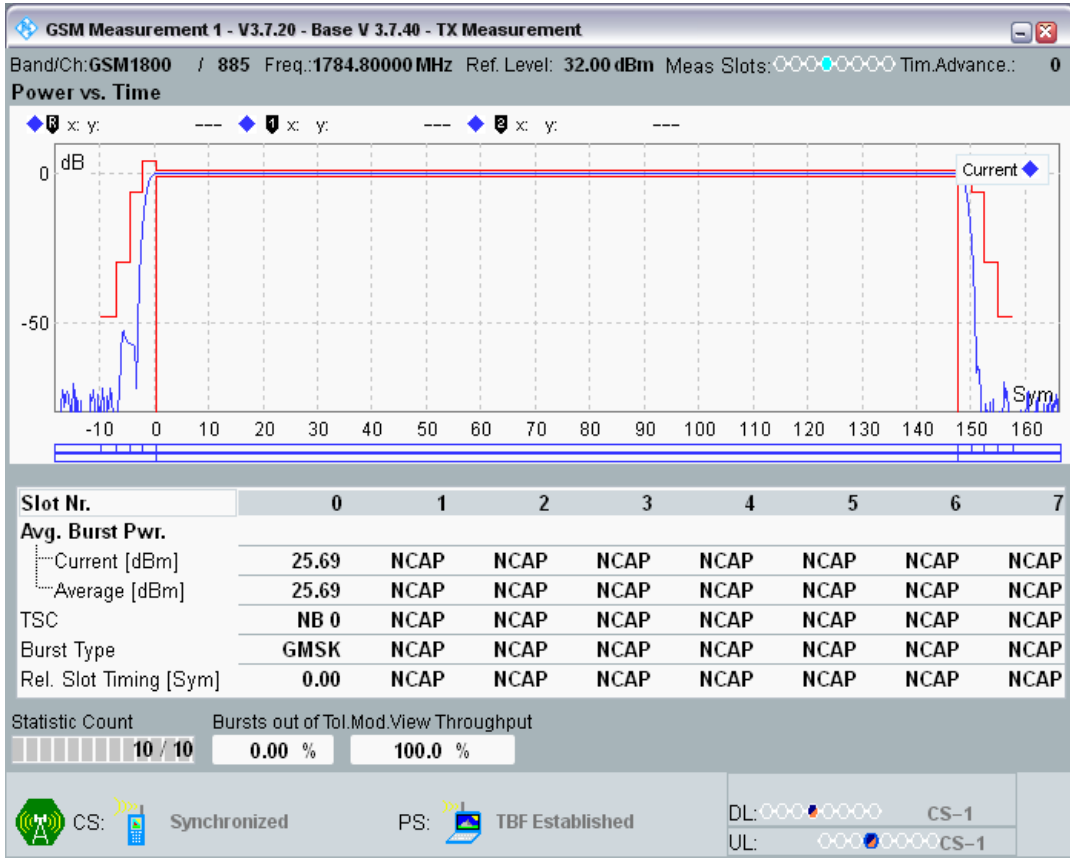 GSM Measurement 1 - V3.7.20 - Base V 3.7.40 - TX Measurement
Band/Ch:GSM1800 / 885 Freq.:1784.80000 MHz Ref. Level: 32.00 dBm Meas Slots: Tim.Advance.: 0
Power vs. Time
R x: y: --- 1 x: y: --- 2 x: y: ---
dB
Current
0
-50
Sym
-10 0 10 20 30 40 50 60 70 80 90 100 110 120 130 140 150 160
Slot Nr. 0 1 2 3 4 5 6 7
Avg. Burst Pwr.
Current [dBm] 25.69 NCAP NCAP NCAP NCAP NCAP NCAP NCAP
Average [dBm] 25.69 NCAP NCAP NCAP NCAP NCAP NCAP NCAP
TSC NB 0 NCAP NCAP NCAP NCAP NCAP NCAP NCAP
Burst Type GMSK NCAP NCAP NCAP NCAP NCAP NCAP NCAP
Rel. Slot Timing [Sym] 0.00 NCAP NCAP NCAP NCAP NCAP NCAP NCAP
Statistic Count Bursts out of Tol.Mod.View Throughput
10 / 10 0.00 % 100.0 %
CS: Synchronized PS: TBF Established
DL: CS-1
UL: CS-1